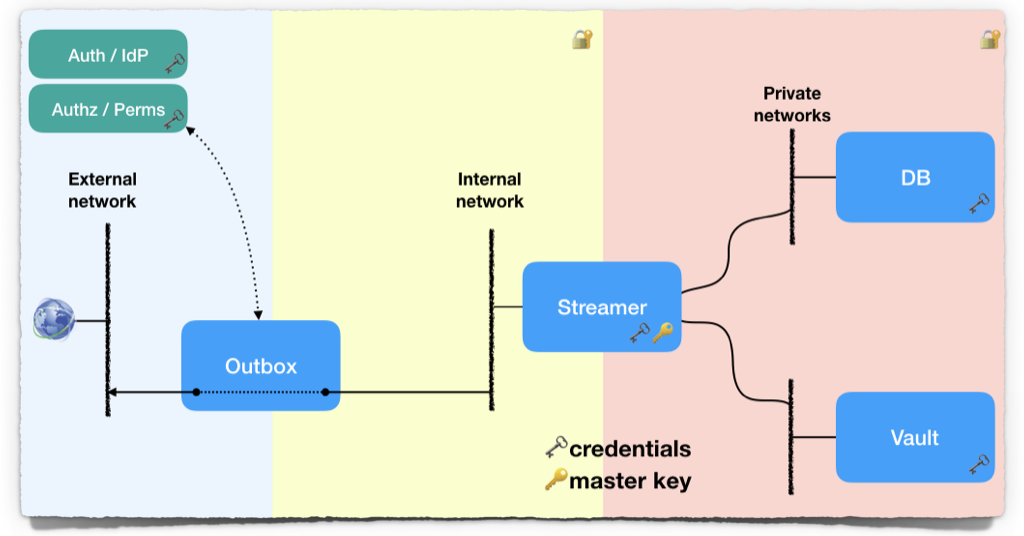 Auth / IdP
Authz / Perms
External
network
Internal
network
Private
networks
DB
Streamer
Outbox
Vault
credentials
master key